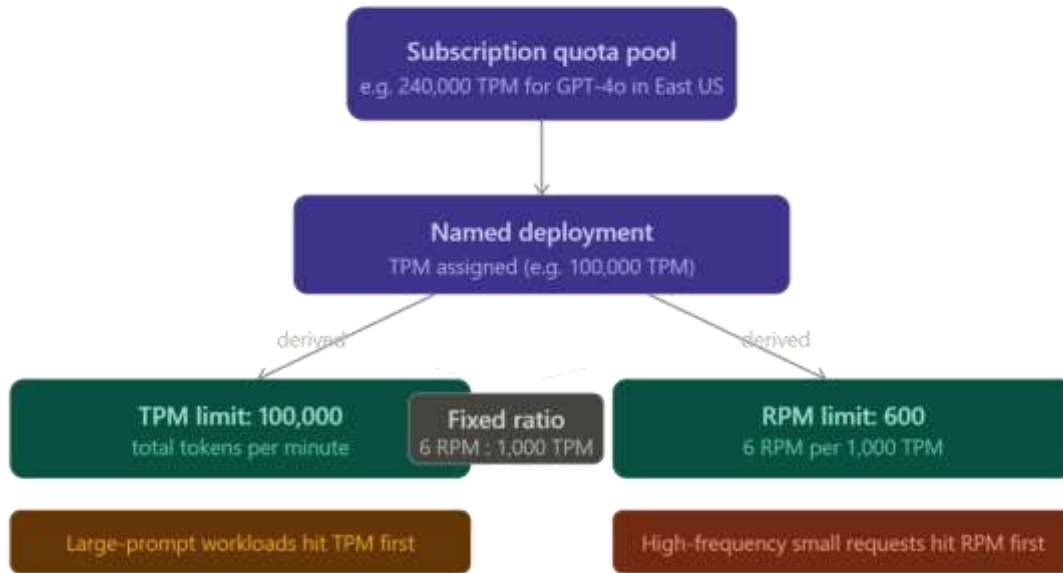 Subscription quota pool
e.g. 240,000 TPM for GPT-4o in East US
Named deployment
TPM assigned (e.g. 100,000 TPM)
derived
derived
TPM limit: 100,000
total tokens per minute
Fixed ratio
6 RPM : 1,000 TPM
RPM limit: 600
6 RPM per 1,000 TPM
Large-prompt workloads hit TPM first
High-frequency small requests hit RPM first